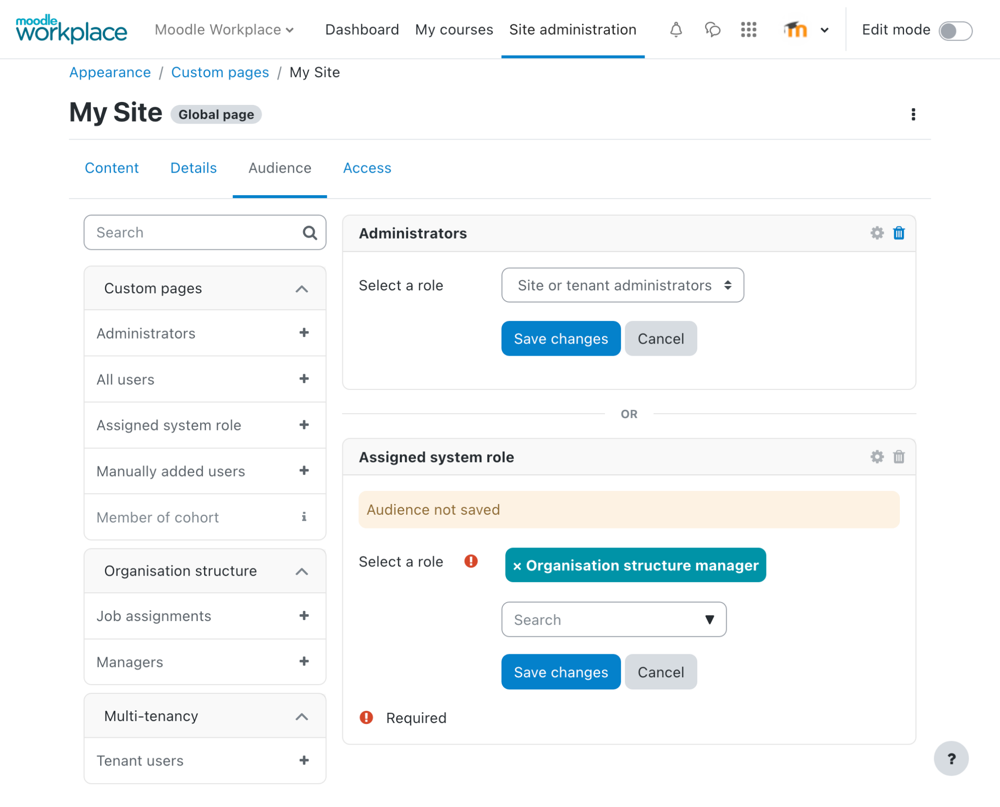 moodle
workplace
Moodle Workplace
Dashboard
My courses
Site administration
Edit mode
Appearance / Custom pages / My Site
My Site
Global page
Content
Details
Audience
Access
Search
Custom pages
Administrators
All users
Assigned system role
Manually added users
Member of cohort
Organisation structure
Job assignments
Managers
Multi-tenancy
Tenant users
Administrators
Select a role
Site or tenant administrators
Save changes
Cancel
OR
Assigned system role
Audience not saved
Select a role
× Organisation structure manager
Search
Save changes
Cancel
Required
?